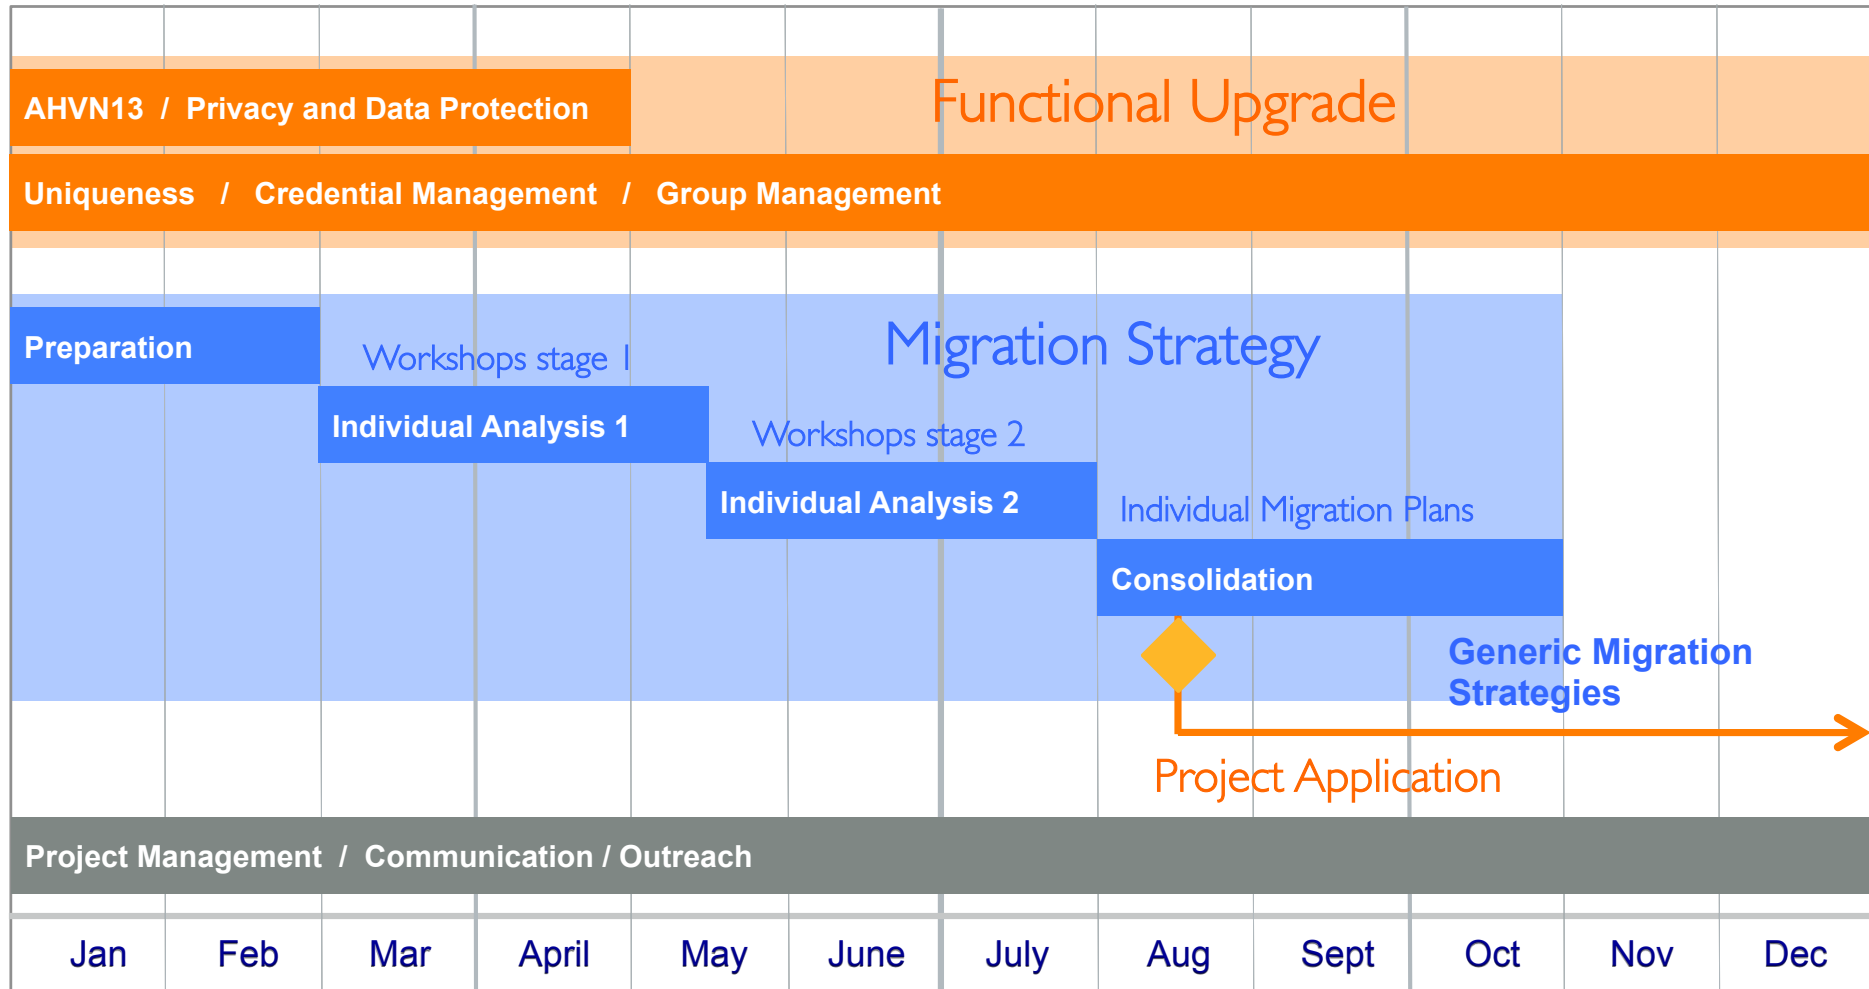 Functional Upgrade
AHVN13 / Privacy and Data Protection
Uniqueness / Credential Management / Group Management
Migration Strategy
Preparation
Workshops stage 1
Individual Analysis 1
Workshops stage 2
Individual Analysis 2
Individual Migration Plans
Consolidation
Generic Migration
Strategies
Project Application
Project Management / Communication / Outreach
Jan Feb Mar April May June July Aug Sept Oct Nov Dec